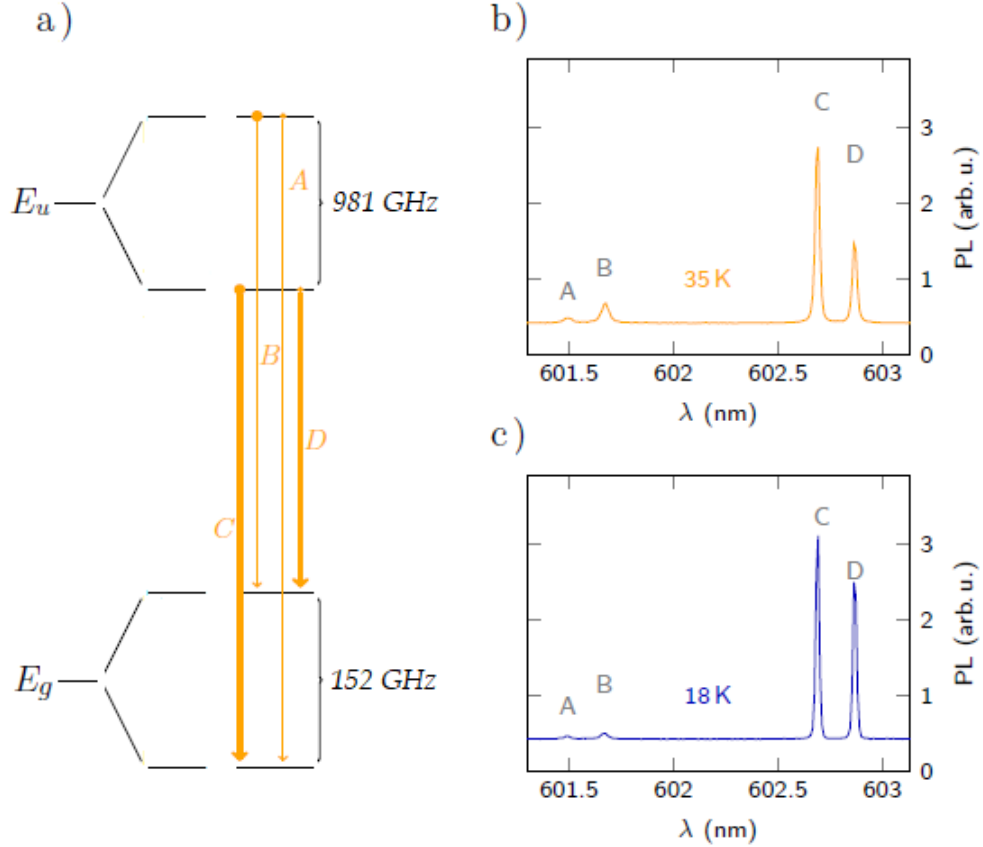 a)
E_u
A
981 GHz
B
D
C
E_g
152 GHz
b)
C
D
B
A
35 K
3
2
1
0
PL (arb. u.)
601.5
602
602.5
603
λ (nm)
c)
C
D
B
A
18 K
3
2
1
0
PL (arb. u.)
601.5
602
602.5
603
λ (nm)